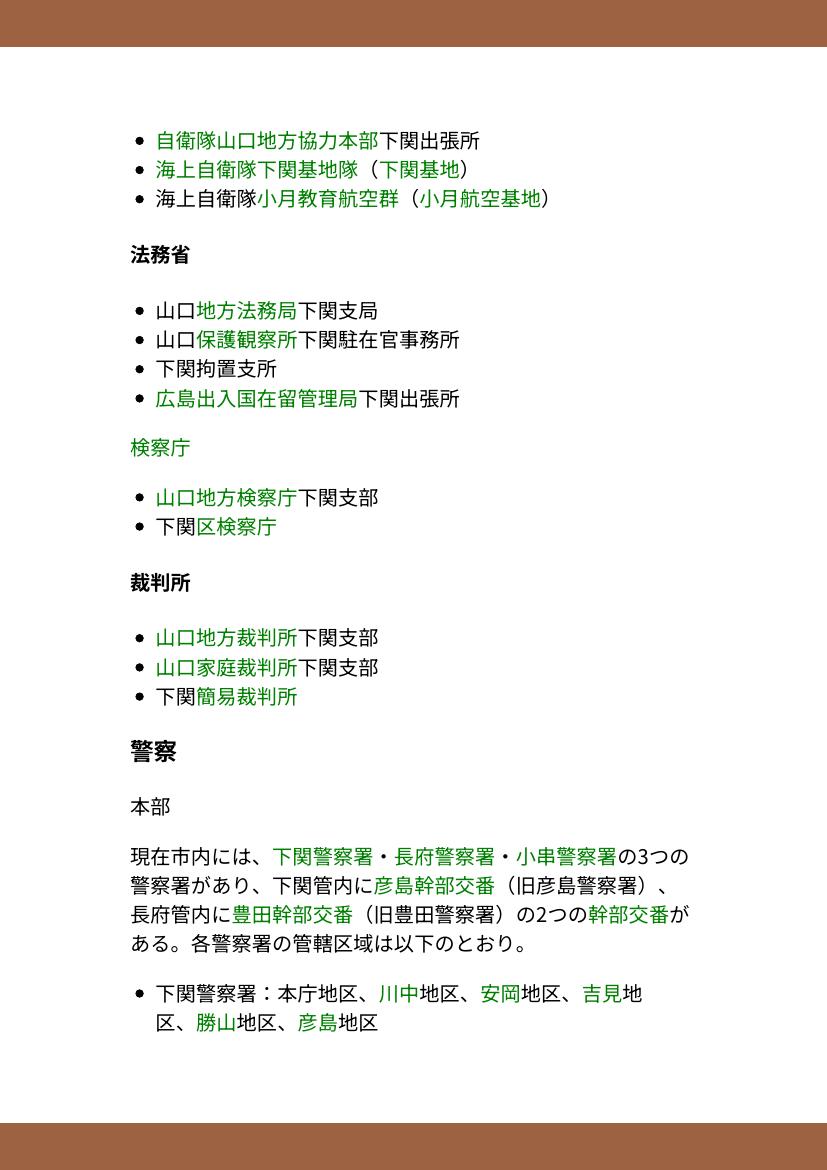 自衛隊山口地方協力本部下関出張所
海上自衛隊下関基地隊（下関基地）
海上自衛隊小月教育航空群（小月航空基地）
法務省
山口地方法務局下関支局
山口保護観察所下関駐在官事務所
下関拘置支所
広島出入国在留管理局下関出張所
検察庁
山口地方検察庁下関支部
下関区検察庁
裁判所
山口地方裁判所下関支部
山口家庭裁判所下関支部
下関簡易裁判所
警察
本部
現在市内には、下関警察署・長府警察署・小串警察署の3つの
警察署があり、下関管内に彦島幹部交番（旧彦島警察署）、
長府管内に豊田幹部交番（旧豊田警察署）の2つの幹部交番が
ある。各警察署の管轄区域は以下のとおり。
下関警察署：本庁地区、川中地区、安岡地区、吉見地
区、勝山地区、彦島地区